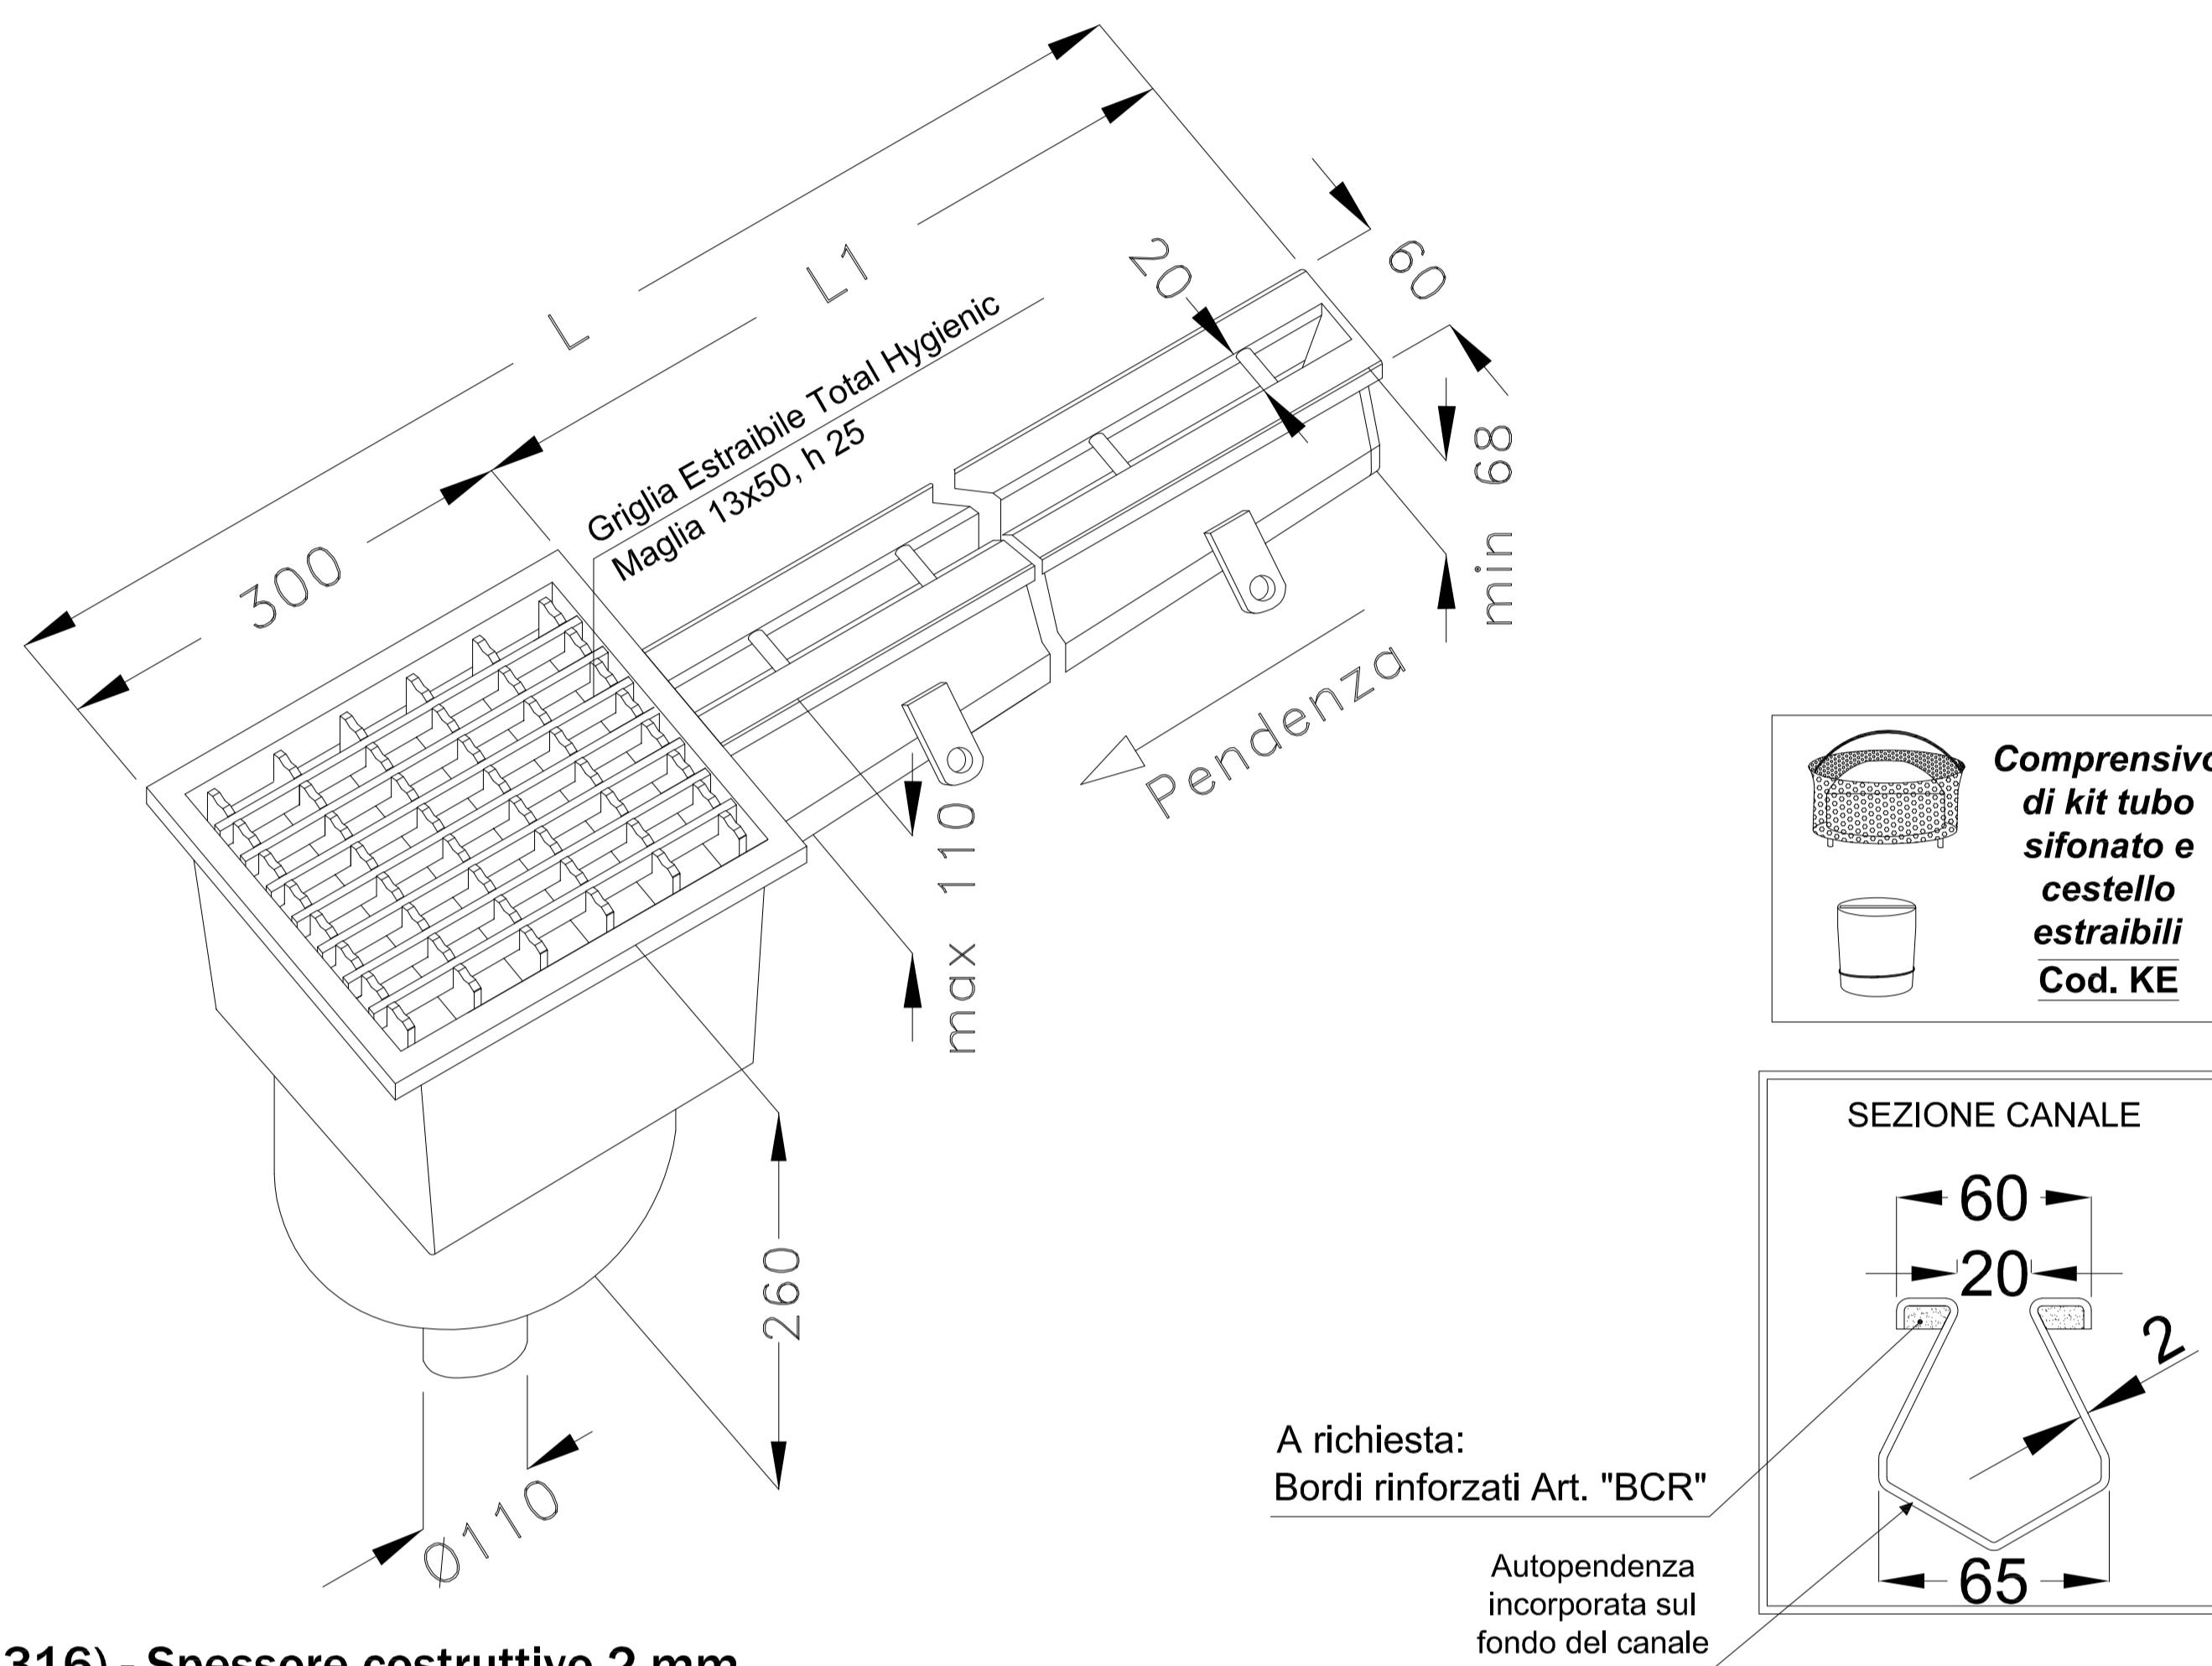 L
L1
60
20
Griglia Estraibile Total Hygienic
Maglia 13x50, h 25
300
min 68
Pendenza
max 110
260
Ø110
Comprensivo
di kit tubo
sifonato e
cestello
estraibili
Cod. KE
SEZIONE CANALE
60
20
2
65
A richiesta:
Bordi rinforzati Art. "BCR"
Autopendenza
incorporata sul
fondo del canale
316) - Spessore costruttivo 2 mm